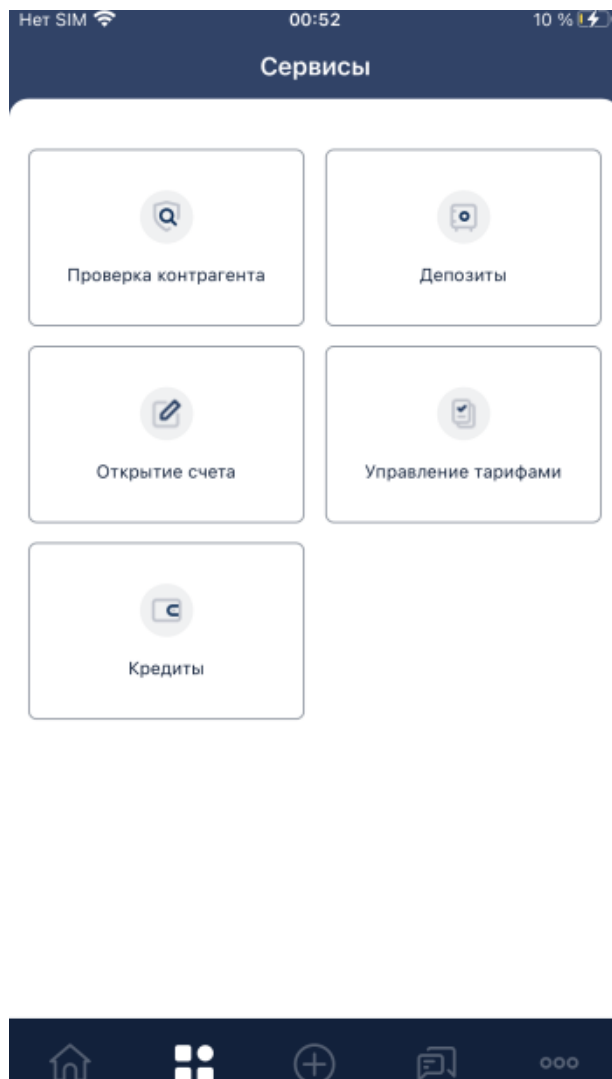 Нет SIM 00:52 10 %
Сервисы
Проверка контрагента
Депозиты
Открытие счета
Управление тарифами
Кредиты